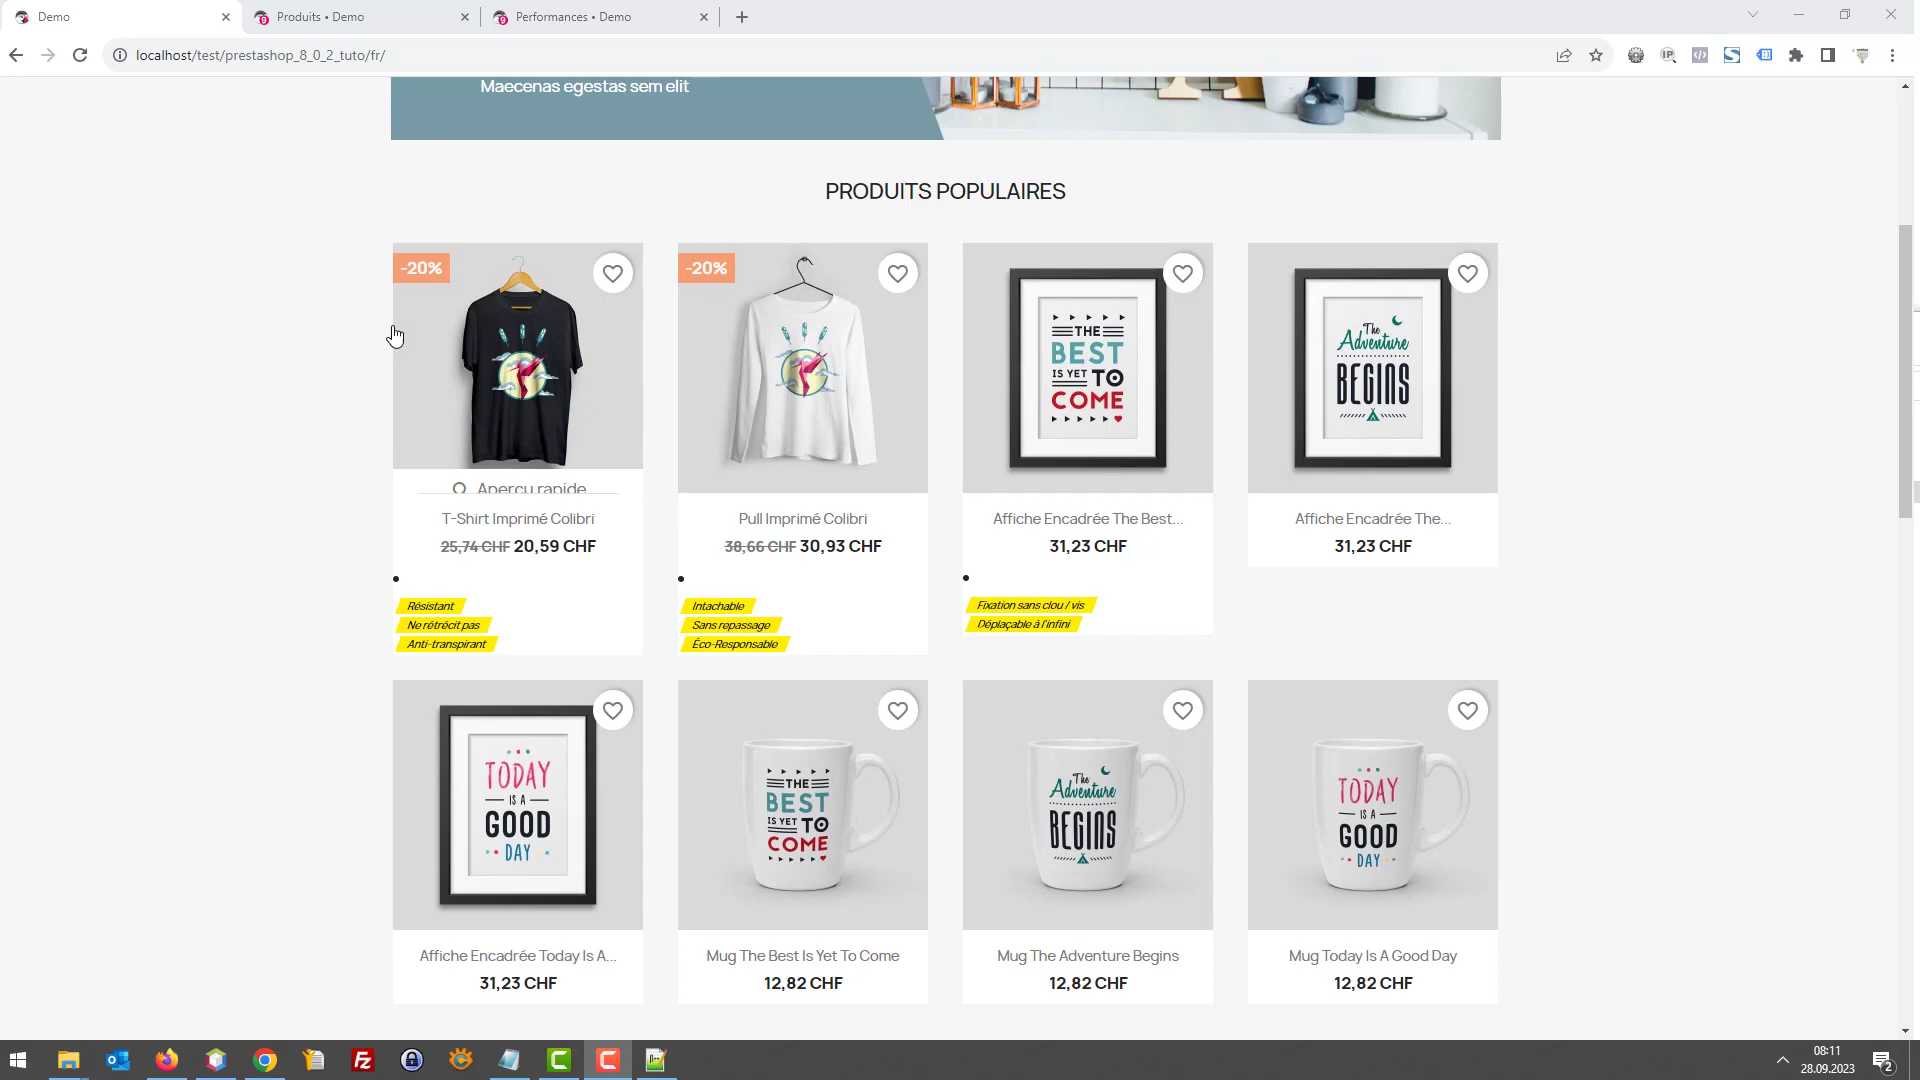 Demo
Produits • Demo
Performances • Demo
localhost/test/prestashop_8_0_2_tuto/fr/
Maecenas egestas sem elit
PRODUITS POPULAIRES
-20%
-20%
THE
BEST
IS YET TO
COME
The
Adventure
BEGINS
Aperçu rapide
T-Shirt Imprimé Colibri
25,74 CHF 20,59 CHF
Résistant
Ne rétrécit pas
Anti-transpirant
Pull Imprimé Colibri
38,66 CHF 30,93 CHF
Intachable
Sans repassage
Éco-Responsable
Affiche Encadrée The Best...
31,23 CHF
Fixation sans clou / vis
Déplaçable à l'infini
Affiche Encadrée The...
31,23 CHF
TODAY
IS A
GOOD
DAY
THE
BEST
IS YET TO
COME
The
Adventure
BEGINS
TODAY
IS A
GOOD
DAY
Affiche Encadrée Today Is A...
31,23 CHF
Mug The Best Is Yet To Come
12,82 CHF
Mug The Adventure Begins
12,82 CHF
Mug Today Is A Good Day
12,82 CHF
08:11
28.09.2023
2